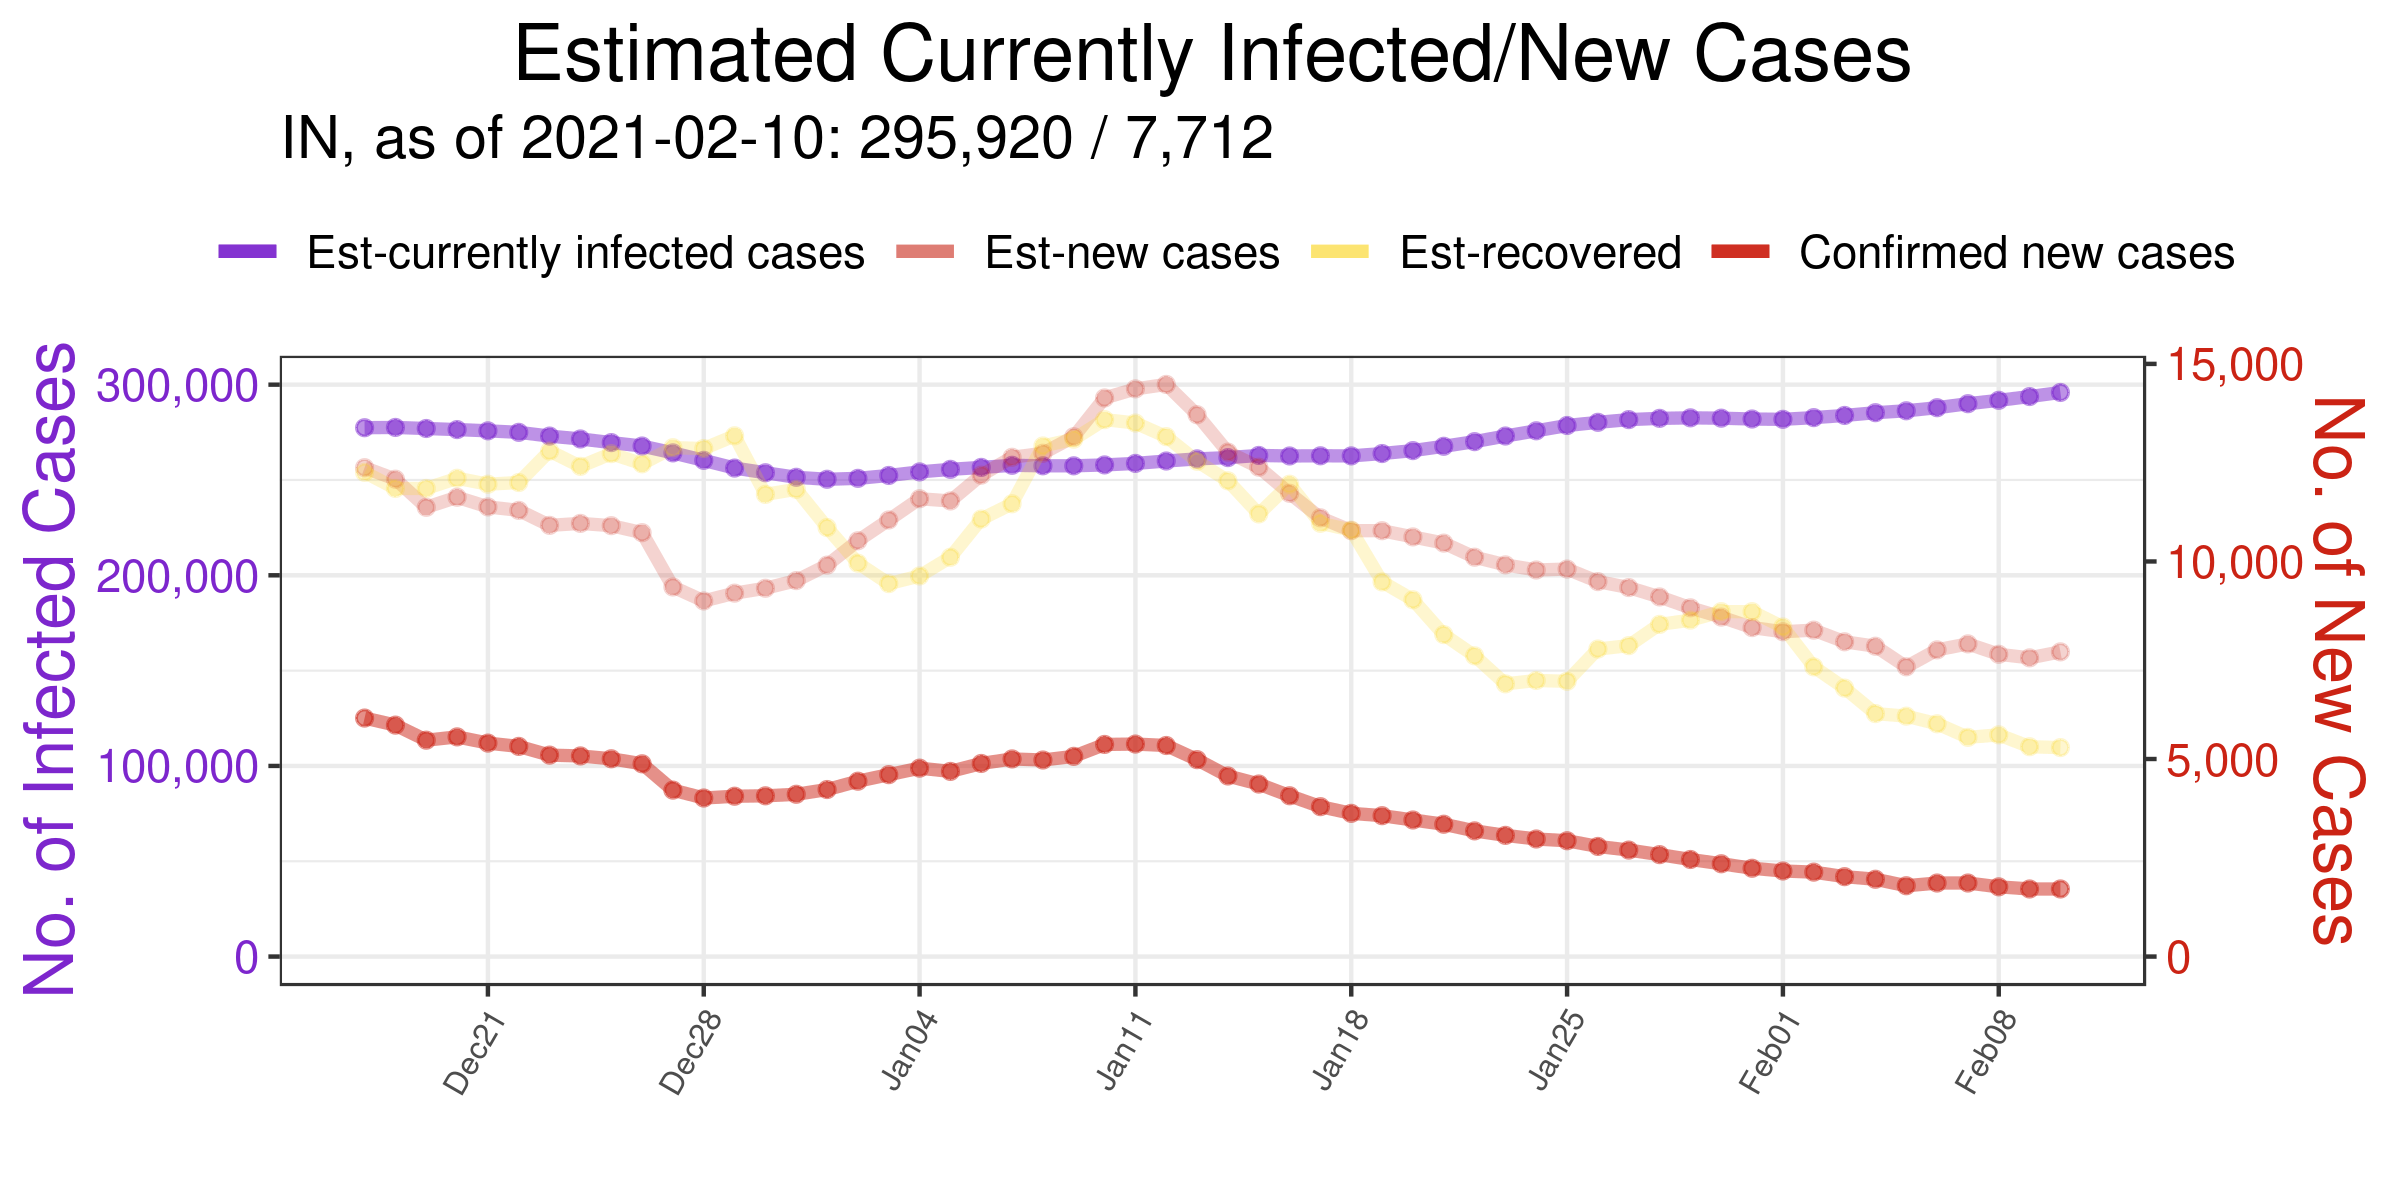 Estimated Currently Infected/New Cases
IN, as of 2021-02-10: 295,920 / 7,712
Est-currently infected cases Est-new cases Est-recovered Confirmed new cases
No. of Infected Cases
300,000
200,000
100,000
0
15,000
10,000
5,000
0
No. of New Cases
Dec21 Dec28 Jan04 Jan11 Jan18 Jan25 Feb01 Feb08